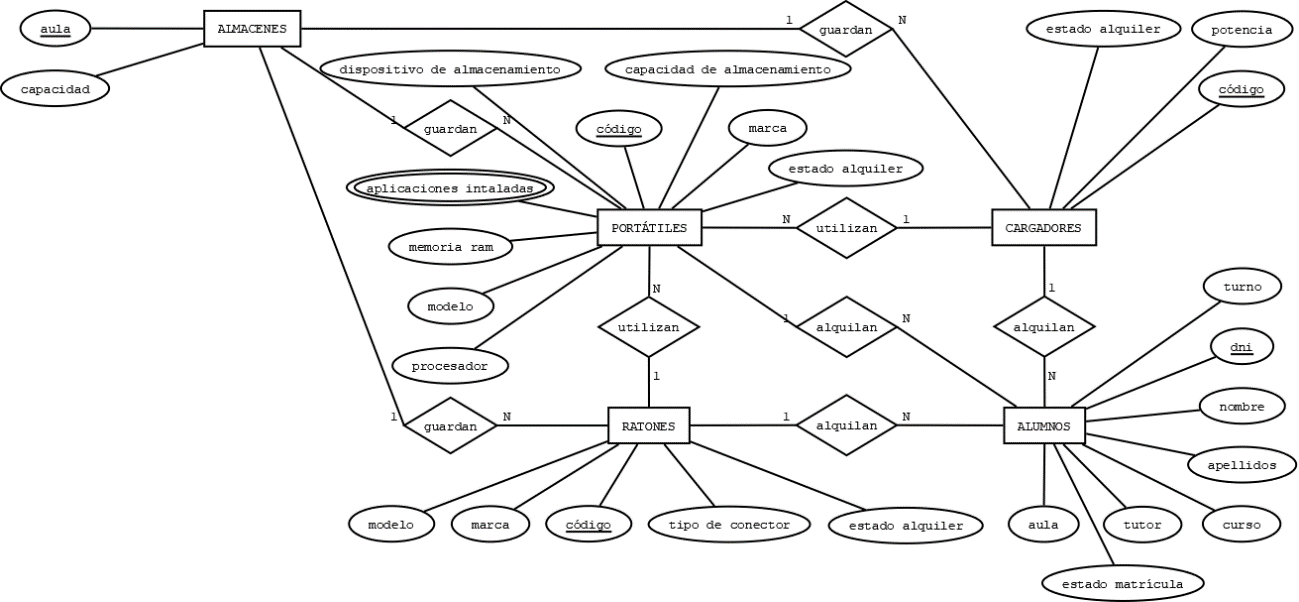 aula
ALMACENES
1
guardan
N
estado alquiler
potencia
capacidad
dispositivo de almacenamiento
capacidad de almacenamiento
código
1
guardan
N
código
marca
estado alquiler
aplicaciones intaladas
PORTÁTILES
N
utilizan
1
CARGADORES
memoria ram
N
1
turno
modelo
utilizan
1
alquilan
N
alquilan
dni
procesador
1
N
nombre
1
guardan
N
RATONES
1
alquilan
N
ALUMNOS
apellidos
modelo
marca
código
tipo de conector
estado alquiler
aula
tutor
curso
estado matrícula